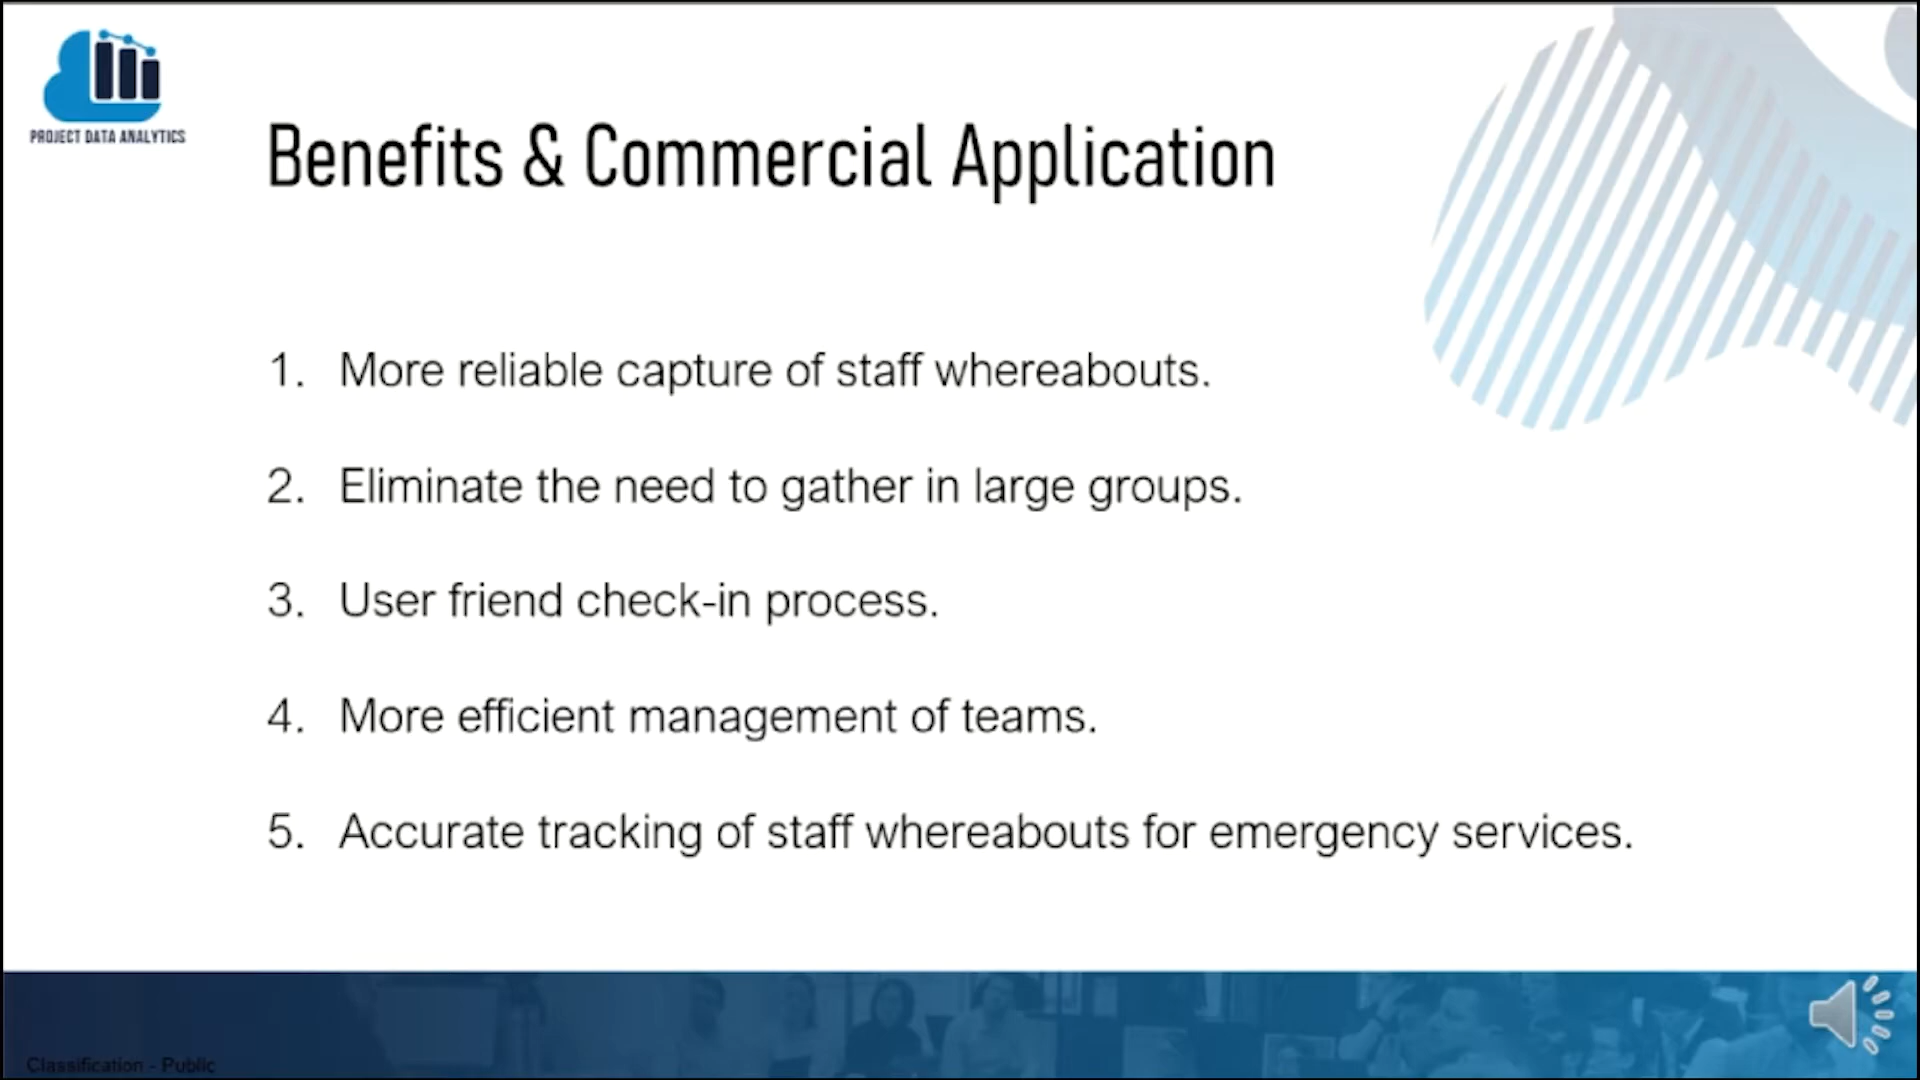 PROJECT DATA ANALYTICS
Benefits & Commercial Application
1. More reliable capture of staff whereabouts.
2. Eliminate the need to gather in large groups.
3. User friend check-in process.
4. More efficient management of teams.
5. Accurate tracking of staff whereabouts for emergency services.
Classification - Public